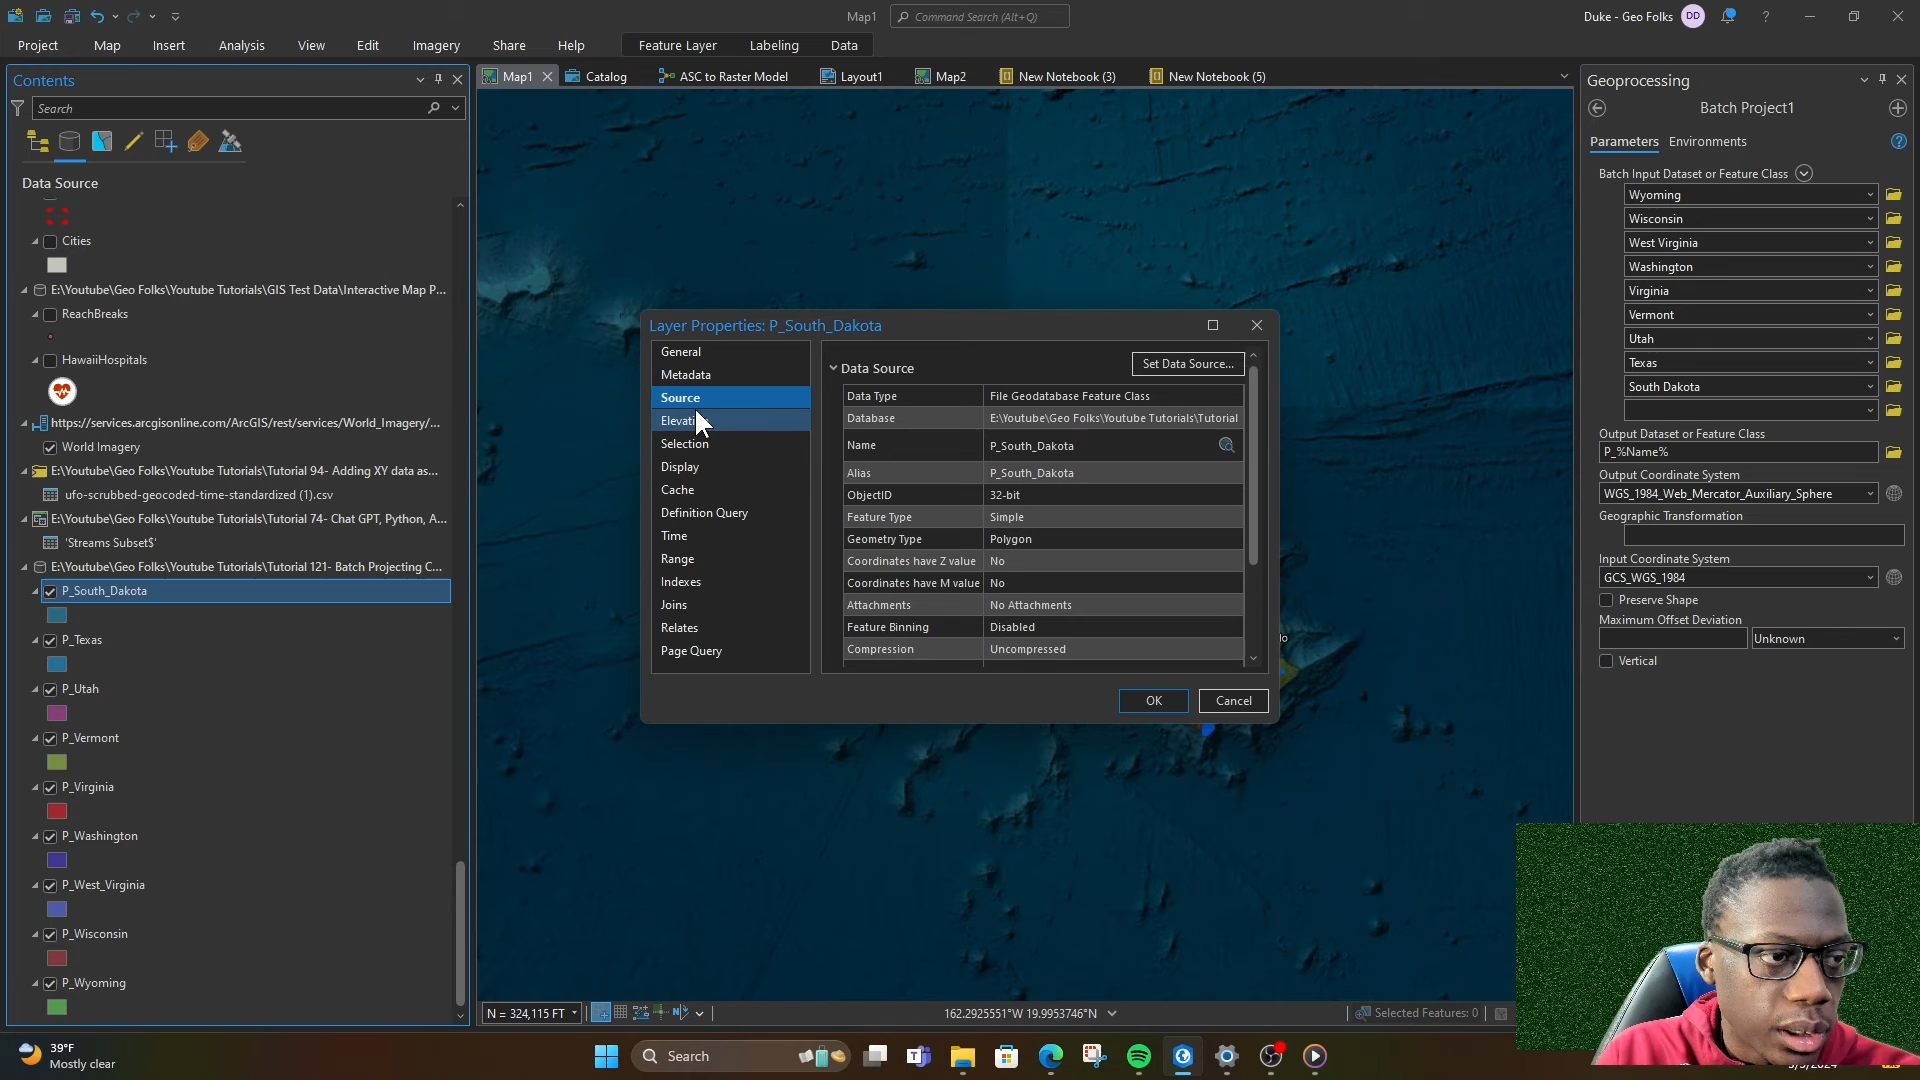 Map1
Command Search (Alt+Q)
Duke - Geo Folks
DD
?
Project
Map
Insert
Analysis
View
Edit
Imagery
Share
Help
Feature Layer
Labeling
Data
Contents
Search
Data Source
Cities
E:\Youtube\Geo Folks\Youtube Tutorials\GIS Test Data\Interactive Map P...
ReachBreaks
HawaiiHospitals
https://services.arcgisonline.com/ArcGIS/rest/services/World_Imagery/...
World Imagery
E:\Youtube\Geo Folks\Youtube Tutorials\Tutorial 94- Adding XY data as...
ufo-scrubbed-geocoded-time-standardized (1).csv
E:\Youtube\Geo Folks\Youtube Tutorials\Tutorial 74- Chat GPT, Python, A...
'Streams Subset$'
E:\Youtube\Geo Folks\Youtube Tutorials\Tutorial 121- Batch Projecting C...
P_South_Dakota
P_Texas
P_Utah
P_Vermont
P_Virginia
P_Washington
P_West_Virginia
P_Wisconsin
P_Wyoming
Map1
Catalog
ASC to Raster Model
Layout1
Map2
New Notebook (3)
New Notebook (5)
Layer Properties: P_South_Dakota
General
Metadata
Source
Elevati
Selection
Display
Cache
Definition Query
Time
Range
Indexes
Joins
Relates
Page Query
Data Source
Set Data Source...
Data Type File Geodatabase Feature Class
Database E:\Youtube\Geo Folks\Youtube Tutorials\Tutorial
Name P_South_Dakota
Alias P_South_Dakota
ObjectID 32-bit
Feature Type Simple
Geometry Type Polygon
Coordinates have Z value No
Coordinates have M value No
Attachments No Attachments
Feature Binning Disabled
Compression Uncompressed
OK
Cancel
lo
N = 324,115 FT
162.2925551°W 19.9953746°N
Selected Features: 0
Geoprocessing
Batch Project1
Parameters
Environments
?
Batch Input Dataset or Feature Class
Wyoming
Wisconsin
West Virginia
Washington
Virginia
Vermont
Utah
Texas
South Dakota
Output Dataset or Feature Class
P_%Name%
Output Coordinate System
WGS_1984_Web_Mercator_Auxiliary_Sphere
Geographic Transformation
Input Coordinate System
GCS_WGS_1984
Preserve Shape
Maximum Offset Deviation
Unknown
Vertical
39°F
Mostly clear
Search